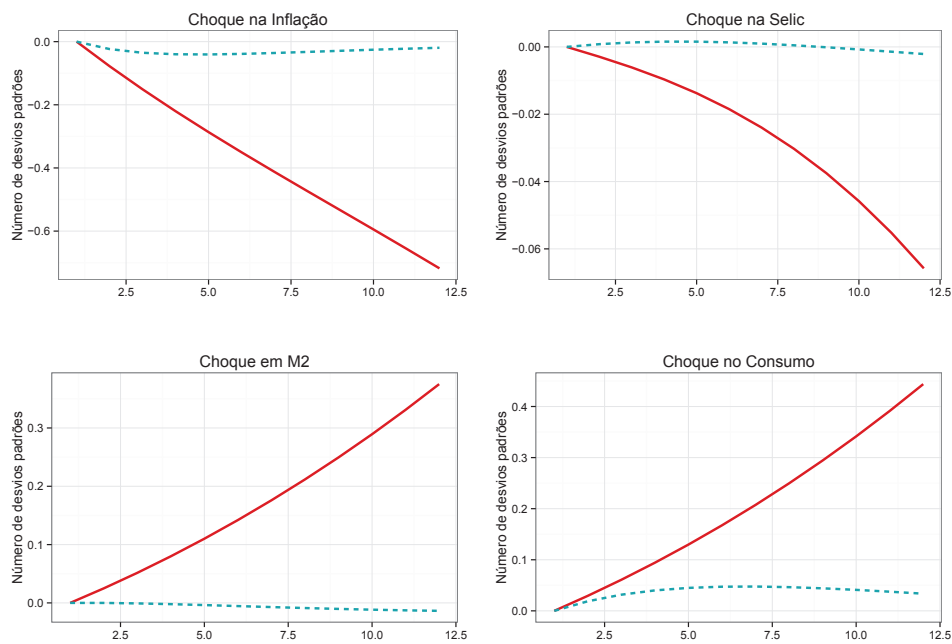 Choque na Inflação
Número de desvios padrões
0.0
−0.2
−0.4
−0.6
2.5 5.0 7.5 10.0 12.5
Choque na Selic
Número de desvios padrões
0.00
−0.02
−0.04
−0.06
2.5 5.0 7.5 10.0 12.5
Choque em M2
Número de desvios padrões
0.3
0.2
0.1
0.0
2.5 5.0 7.5 10.0 12.5
Choque no Consumo
Número de desvios padrões
0.4
0.3
0.2
0.1
0.0
2.5 5.0 7.5 10.0 12.5